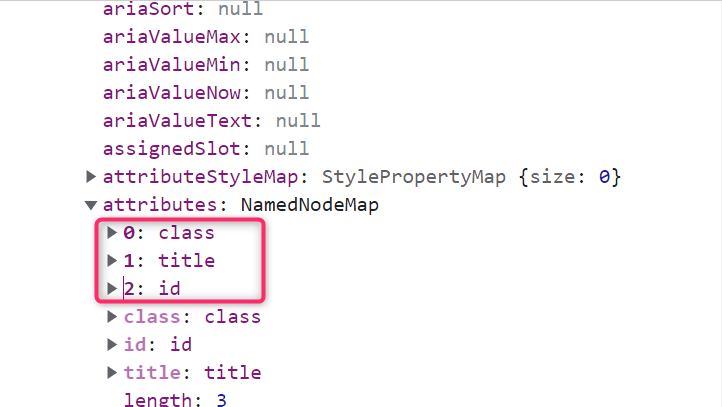 ariaSort: null
ariaValueMax: null
ariaValueMin: null
ariaValueNow: null
ariaValueText: null
assignedSlot: null
attributeStyleMap: StylePropertyMap {size: 0}
attributes: NamedNodeMap
0: class
1: title
2: id
class: class
id: id
title: title
length: 3